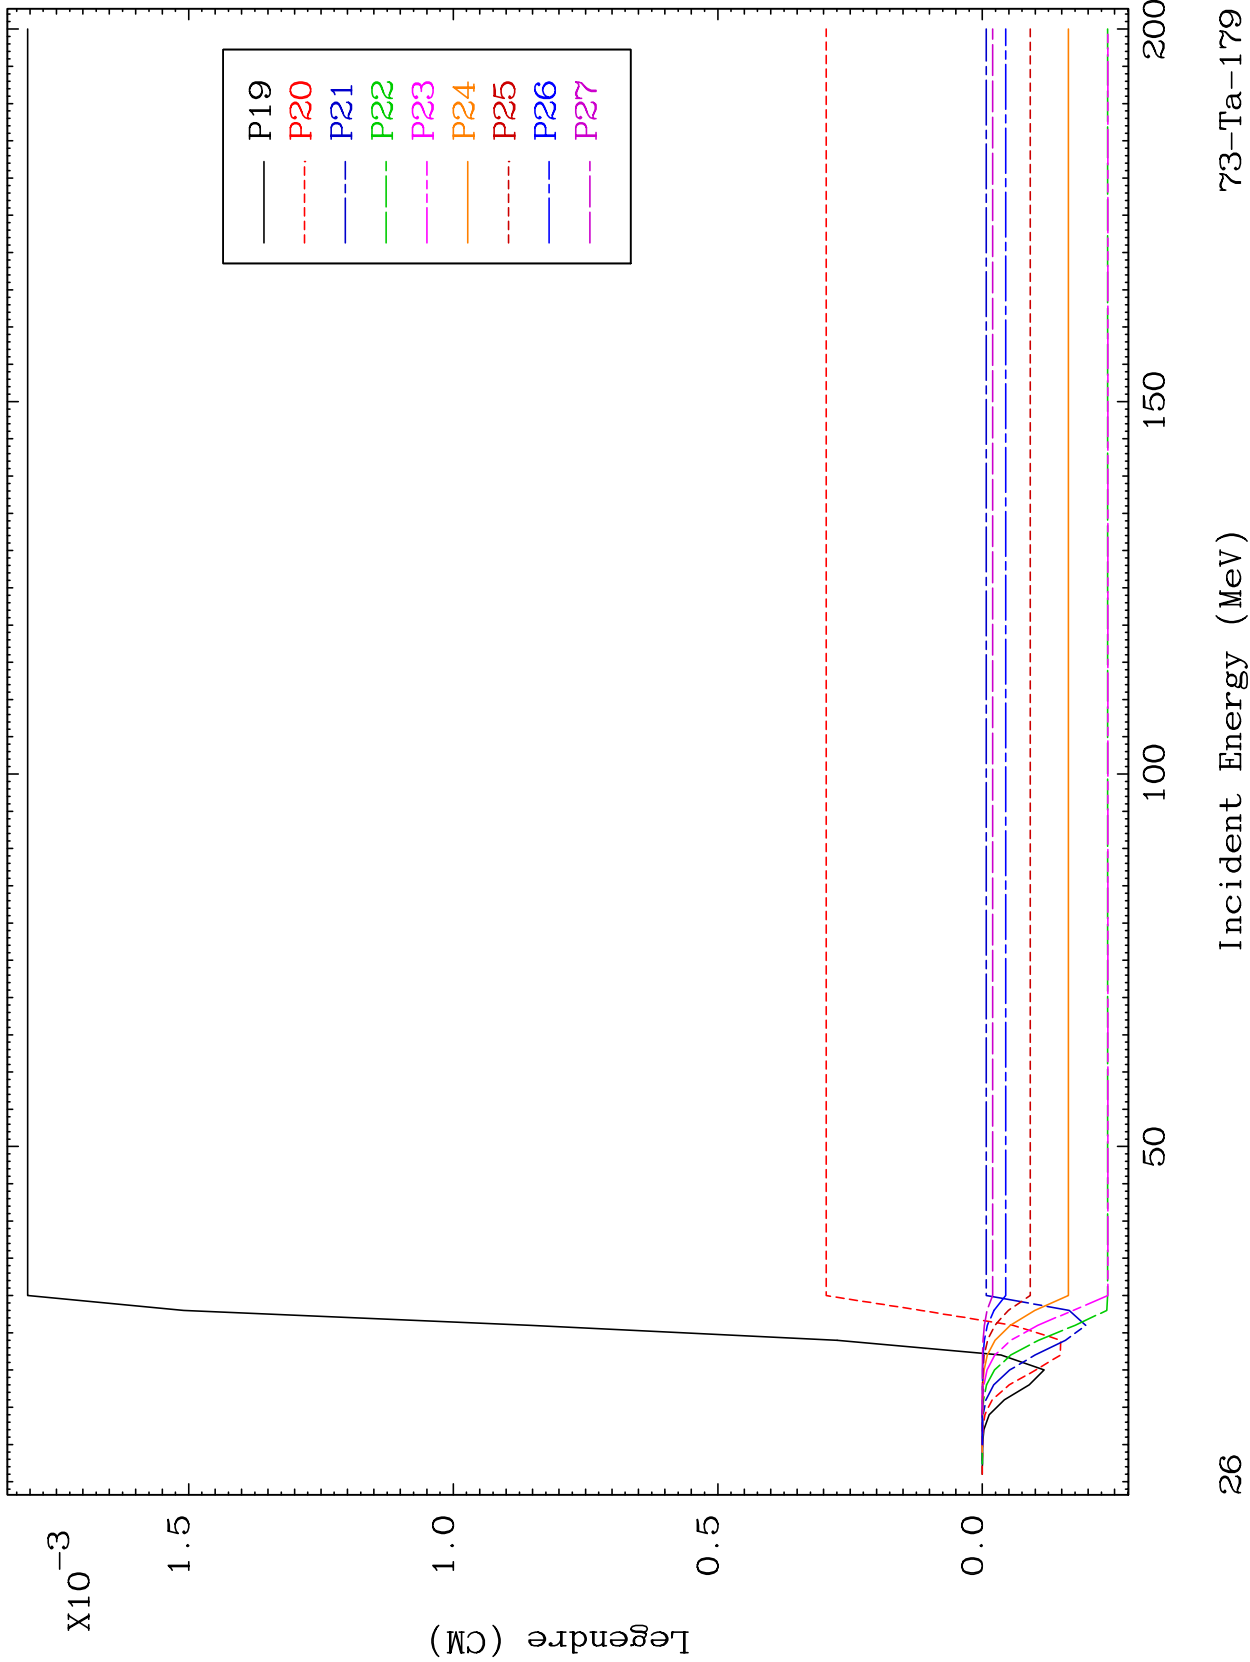 X10-3
1.5
1.0
0.5
0.0
Legendre (CM)
P19
P20
P21
P22
P23
P24
P25
P26
P27
50
100
150
200
26
Incident Energy (MeV)
73-Ta-179